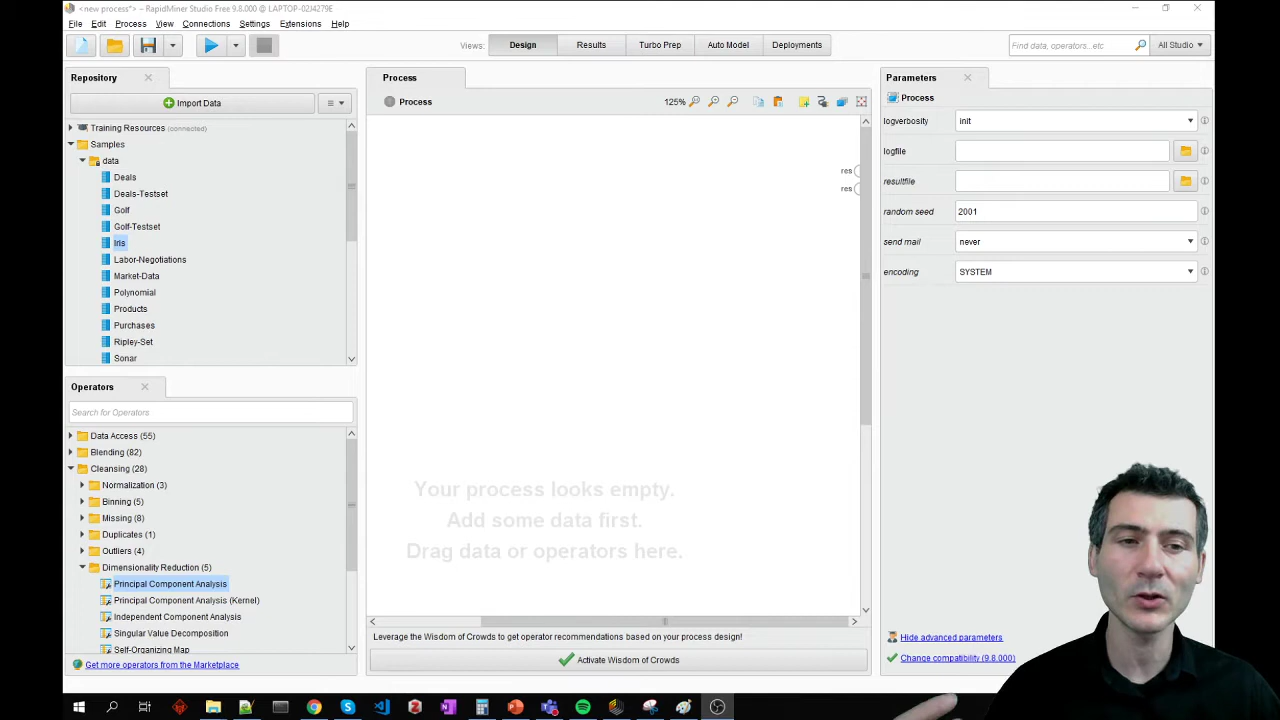 <new process*> – RapidMiner Studio Free 9.8.000 @ LAPTOP-02J4279E
File Edit Process View Connections Settings Extensions Help
Views: Design Results Turbo Prep Auto Model Deployments Find data, operators...etc All Studio
Repository
Import Data
Training Resources (connected)
Samples
data
Deals
Deals-Testset
Golf
Golf-Testset
Iris
Labor-Negotiations
Market-Data
Polynomial
Products
Purchases
Ripley-Set
Sonar
Operators
Search for Operators
Data Access (55)
Blending (82)
Cleansing (28)
Normalization (3)
Binning (5)
Missing (8)
Duplicates (1)
Outliers (4)
Dimensionality Reduction (5)
Principal Component Analysis
Principal Component Analysis (Kernel)
Independent Component Analysis
Singular Value Decomposition
Self-Organizing Map
Get more operators from the Marketplace
Process
Process
125%
res
res
Your process looks empty.
Add some data first.
Drag data or operators here.
Leverage the Wisdom of Crowds to get operator recommendations based on your process design!
Activate Wisdom of Crowds
Parameters
Process
logverbosity init
logfile
resultfile
random seed 2001
send mail never
encoding SYSTEM
Hide advanced parameters
Change compatibility (9.8.000)